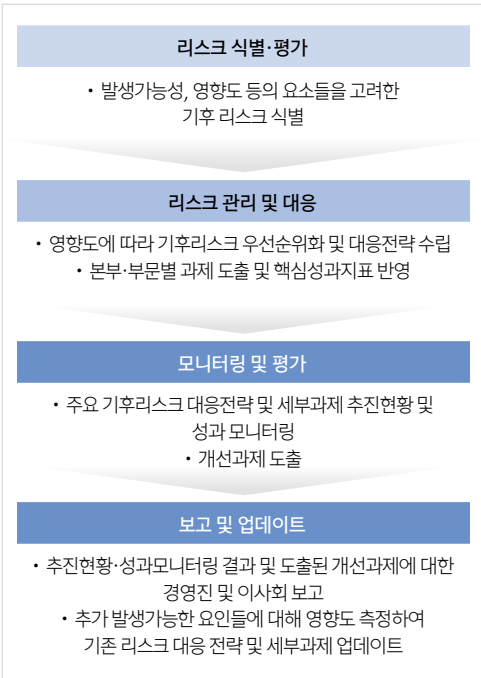 리스크 식별·평가
• 발생가능성, 영향도 등의 요소들을 고려한
기후 리스크 식별
리스크 관리 및 대응
• 영향도에 따라 기후리스크 우선순위화 및 대응전략 수립
• 본부·부문별 과제 도출 및 핵심성과지표 반영
모니터링 및 평가
• 주요 기후리스크 대응전략 및 세부과제 추진현황 및
성과 모니터링
• 개선과제 도출
보고 및 업데이트
• 추진현황·성과모니터링 결과 및 도출된 개선과제에 대한
경영진 및 이사회 보고
• 추가 발생가능한 요인들에 대해 영향도 측정하여
기존 리스크 대응 전략 및 세부과제 업데이트